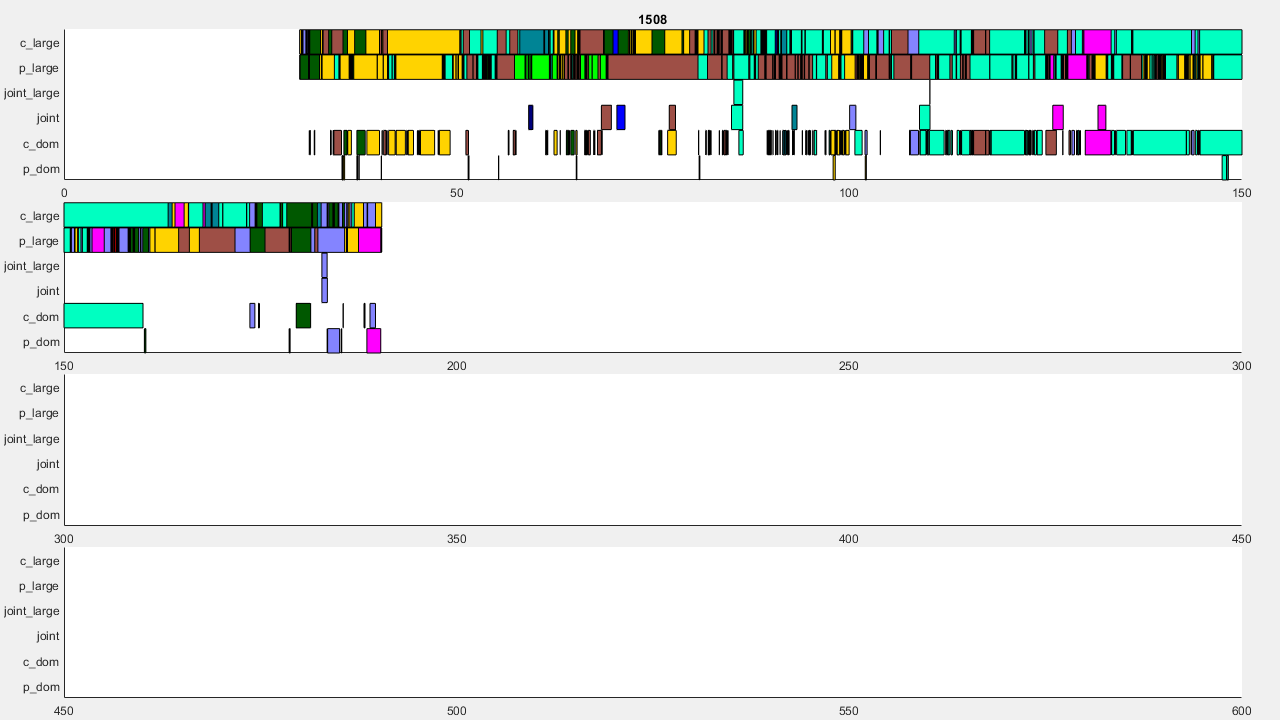 1508
c_large
p_large
joint_large
joint
c_dom
p_dom
0 50 100 150
c_large
p_large
joint_large
joint
c_dom
p_dom
150 200 250 300
c_large
p_large
joint_large
joint
c_dom
p_dom
300 350 400 450
c_large
p_large
joint_large
joint
c_dom
p_dom
450 500 550 600